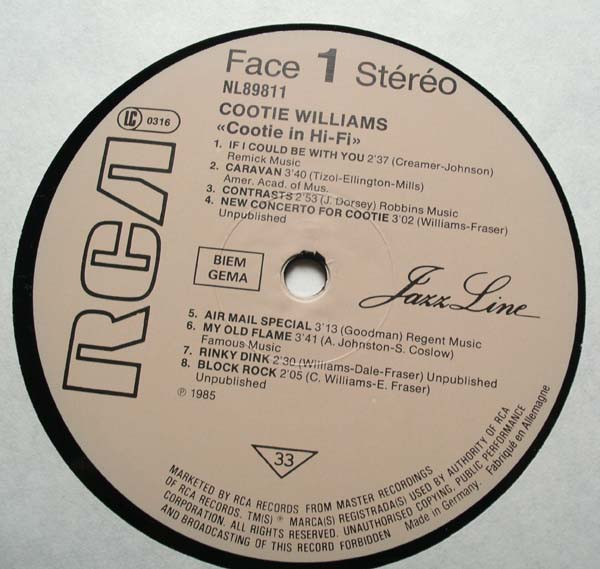 Face 1 Stéréo
NL89811
COOTIE WILLIAMS
«Cootie in Hi-Fi»
LC 0316
RCA
1. IF I COULD BE WITH YOU 2'37 (Creamer-Johnson)
Remick Music
2. CARAVAN 3'40 (Tizol-Ellington-Mills)
Amer. Acad. of Mus.
3. CONTRASTS 2'53 (J. Dorsey) Robbins Music
4. NEW CONCERTO FOR COOTIE 3'02 (Williams-Fraser)
Unpublished
BIEM
GEMA
Jazz Line
5. AIR MAIL SPECIAL 3'13 (Goodman) Regent Music
6. MY OLD FLAME 3'41 (A. Johnston-S. Coslow)
Famous Music
7. RINKY DINK 2'30 (Williams-Dale-Fraser) Unpublished
8. BLOCK ROCK 2'05 (C. Williams-E. Fraser)
Unpublished
℗ 1985
33
MARKETED BY RCA RECORDS FROM MASTER RECORDINGS
OF RCA RECORDS, TM(S) ® MARCA(S) REGISTRADA(S) USED BY AUTHORITY OF RCA
CORPORATION. ALL RIGHTS RESERVED. UNAUTHORISED COPYING, PUBLIC PERFORMANCE
AND BROADCASTING OF THIS RECORD FORBIDDEN
Made in Germany. Fabriqué en Allemagne